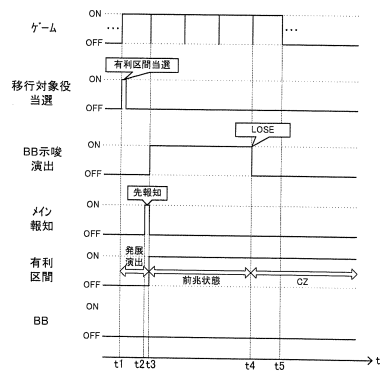 ゲーム
ON
OFF
… …
移行対象役
当選
ON
OFF
有利区間当選
BB示唆
演出
ON
OFF
LOSE
メイン
報知
ON
OFF
先報知
有利
区間
ON
OFF
発展
演出
前兆状態
CZ
BB
ON
OFF
t1 t2 t3 t4 t5 t